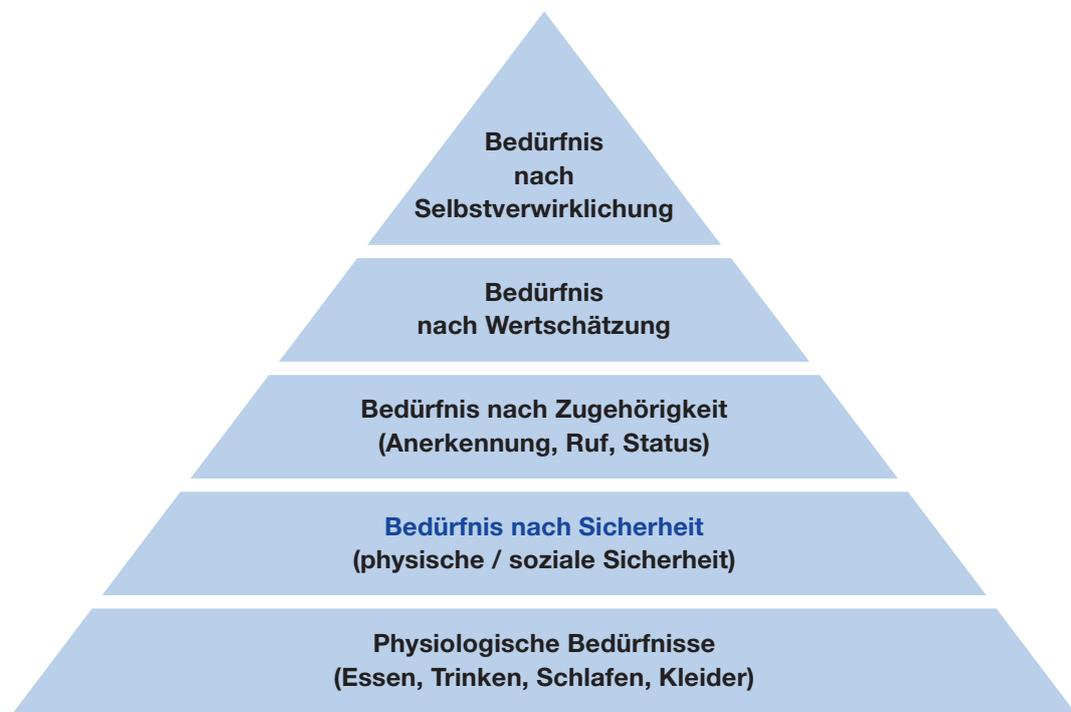 Bedürfnis
nach
Selbstverwirklichung
Bedürfnis
nach Wertschätzung
Bedürfnis nach Zugehörigkeit
(Anerkennung, Ruf, Status)
Bedürfnis nach Sicherheit
(physische / soziale Sicherheit)
Physiologische Bedürfnisse
(Essen, Trinken, Schlafen, Kleider)